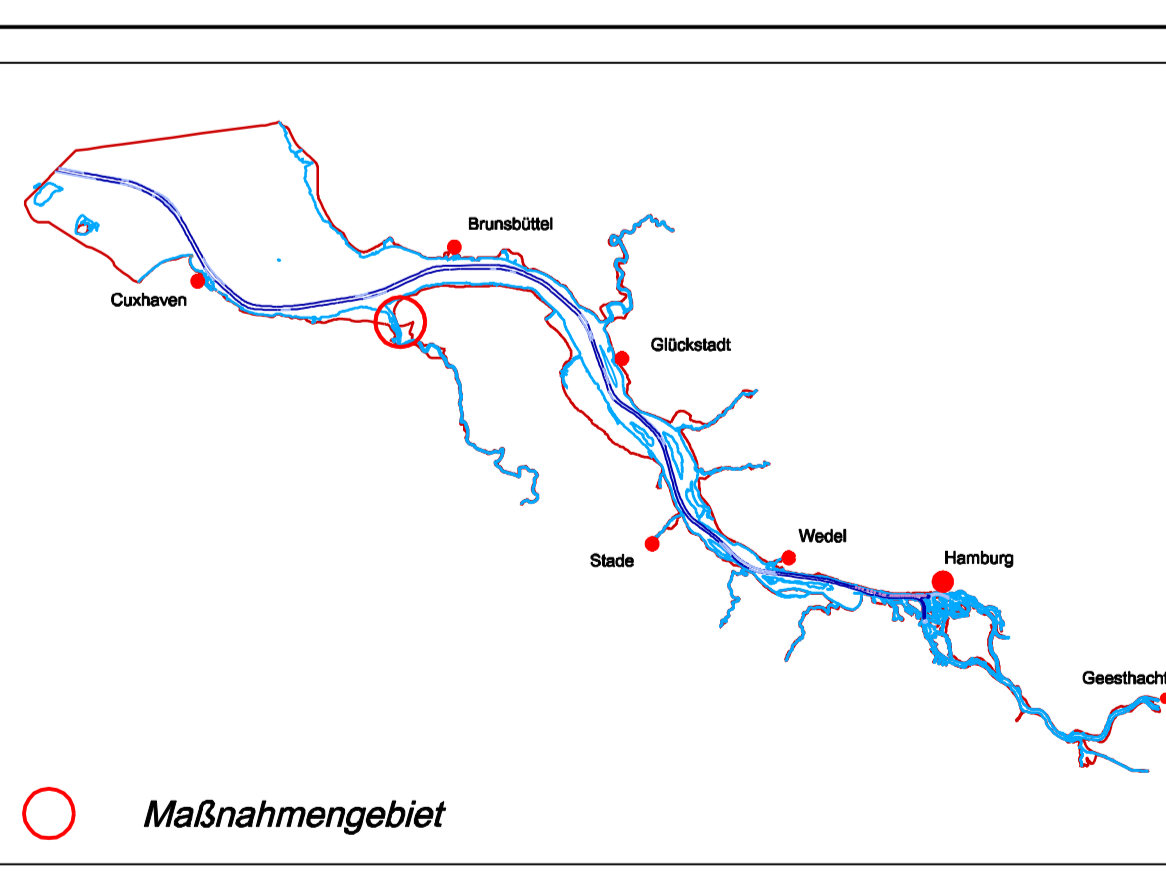 Brunsbüttel
Cuxhaven
Glückstadt
Wedel
Stade
Hamburg
Geesthacht
Maßnahmengebiet